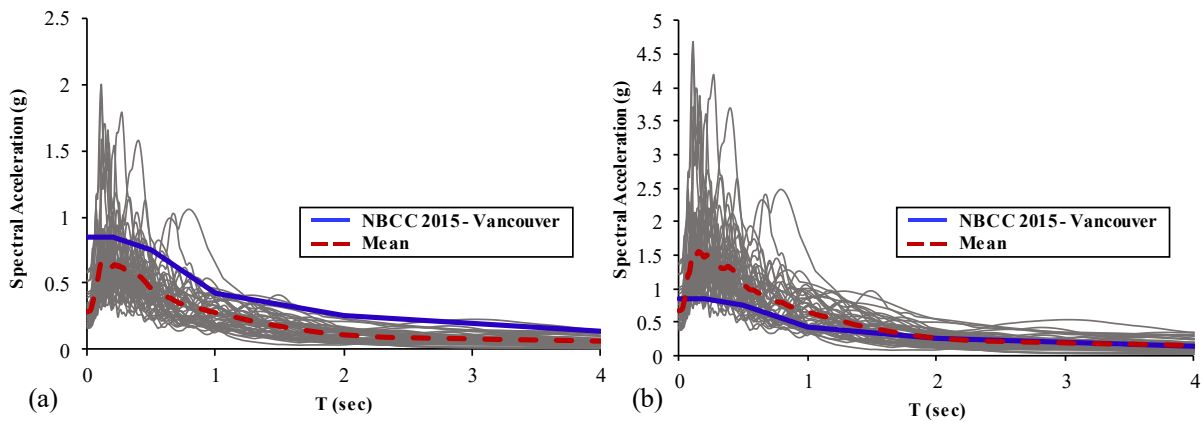 2.5
2
1.5
1
0.5
0
Spectral Acceleration (g)
NBCC 2015 - Vancouver
Mean
0 1 2 3 4
T (sec)
(a)
5
4.5
4
3.5
3
2.5
2
1.5
1
0.5
0
Spectral Acceleration (g)
NBCC 2015 - Vancouver
Mean
0 1 2 3 4
T (sec)
(b)